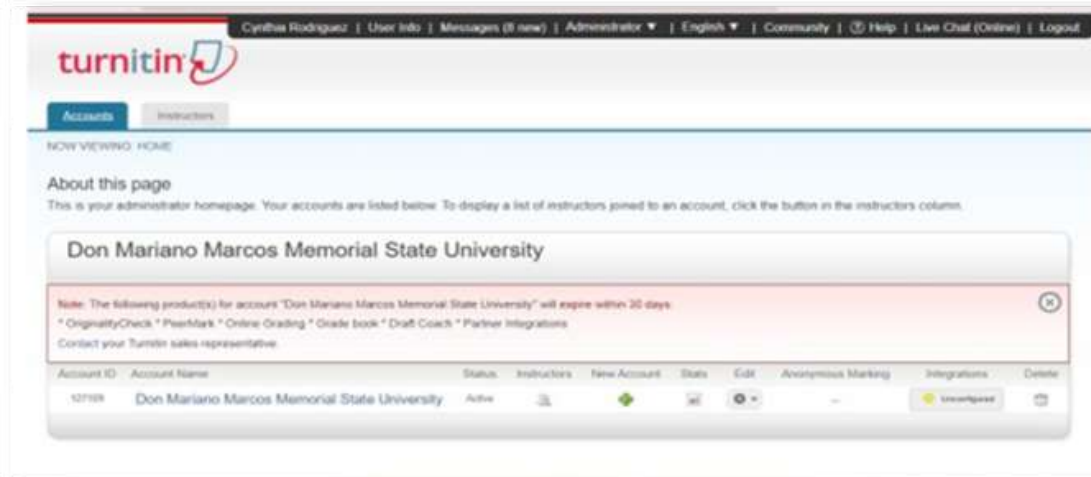 Cynthia Rodriguez | User Info | Messages (8 new) | Administrator ▼ | English ▼ | Community | ? Help | Live Chat (Online) | Logout
turnitin
Accounts Instructors
NOW VIEWING: HOME
About this page
This is your administrator homepage. Your accounts are listed below. To display a list of instructors joined to an account, click the button in the instructors column.
Don Mariano Marcos Memorial State University
Note: The following product(s) for account "Don Mariano Marcos Memorial State University" will expire within 30 days:
* OriginalityCheck * PeerMark * Online Grading * Grade book * Draft Coach * Partner Integrations
Contact your Turnitin sales representative.
Account ID Account Name Status Instructors New Account Stats Edit Anonymous Marking Integrations Delete
Don Mariano Marcos Memorial State University Active -- Unconfigured